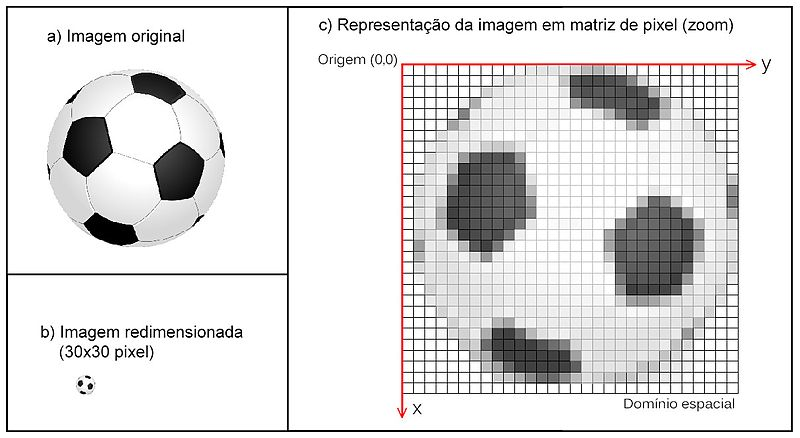 a) Imagem original
b) Imagem redimensionada
(30x30 pixel)
c) Representação da imagem em matriz de pixel (zoom)
Origem (0,0)
y
x
Domínio espacial